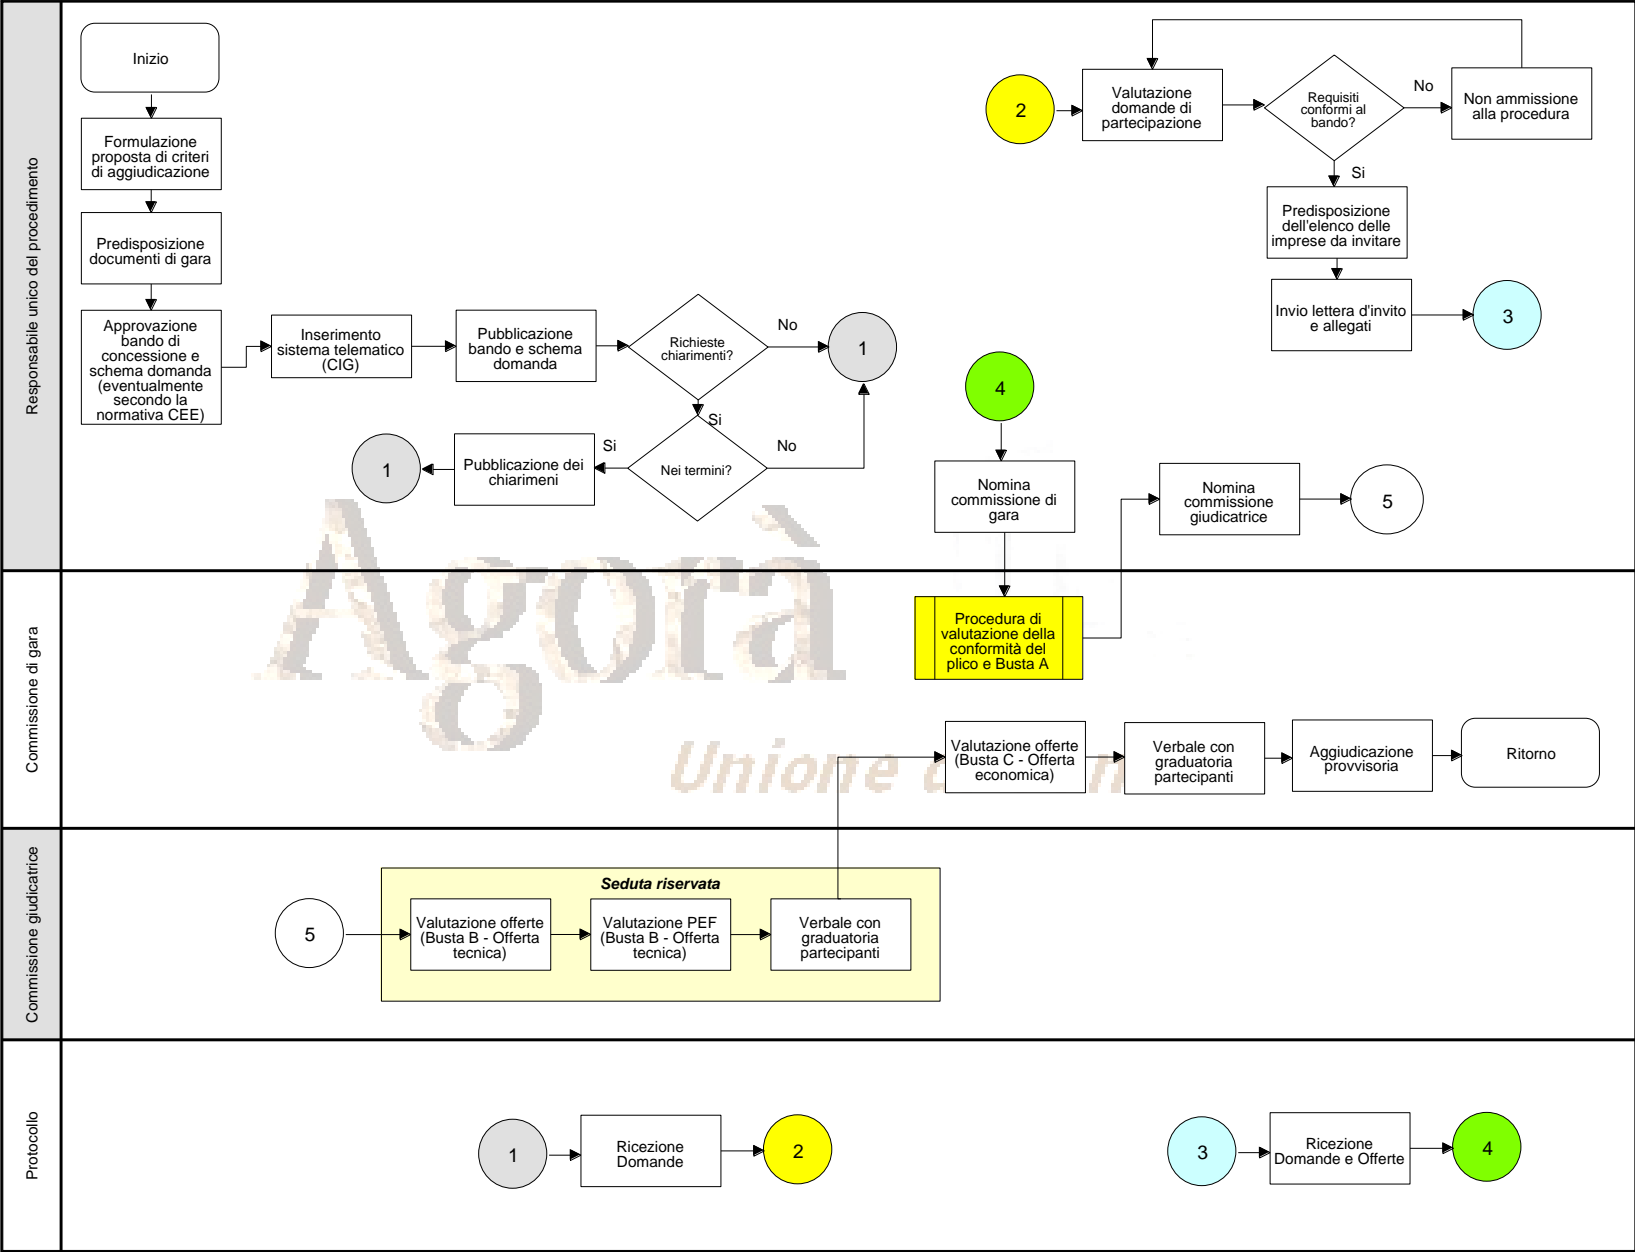 Responsabile unico del procedimento
Inizio
Formulazione
proposta di criteri
di aggiudicazione
Predisposizione
documenti di gara
Approvazione
bando di
concessione e
schema domanda
(eventualmente
secondo la
normativa CEE)
Inserimento
sistema telematico
(CIG)
Pubblicazione
bando e schema
domanda
Richieste
chiarimenti?
No
1
Si
Nei termini?
No
Si
Pubblicazione dei
chiarimeni
1
2
Valutazione
domande di
partecipazione
Requisiti
conformi al
bando?
No
Non ammissione
alla procedura
Si
Predisposizione
dell'elenco delle
imprese da invitare
Invio lettera d'invito
e allegati
3
4
Nomina
commissione di
gara
Nomina
commissione
giudicatrice
5
Commissione di gara
Agorà
Unione
Procedura di
valutazione della
conformità del
plico e Busta A
Valutazione offerte
(Busta C - Offerta
economica)
Verbale con
graduatoria
partecipanti
Aggiudicazione
provvisoria
Ritorno
Commissione giudicatrice
Seduta riservata
5
Valutazione offerte
(Busta B - Offerta
tecnica)
Valutazione PEF
(Busta B - Offerta
tecnica)
Verbale con
graduatoria
partecipanti
Protocollo
1
Ricezione
Domande
2
3
Ricezione
Domande e Offerte
4